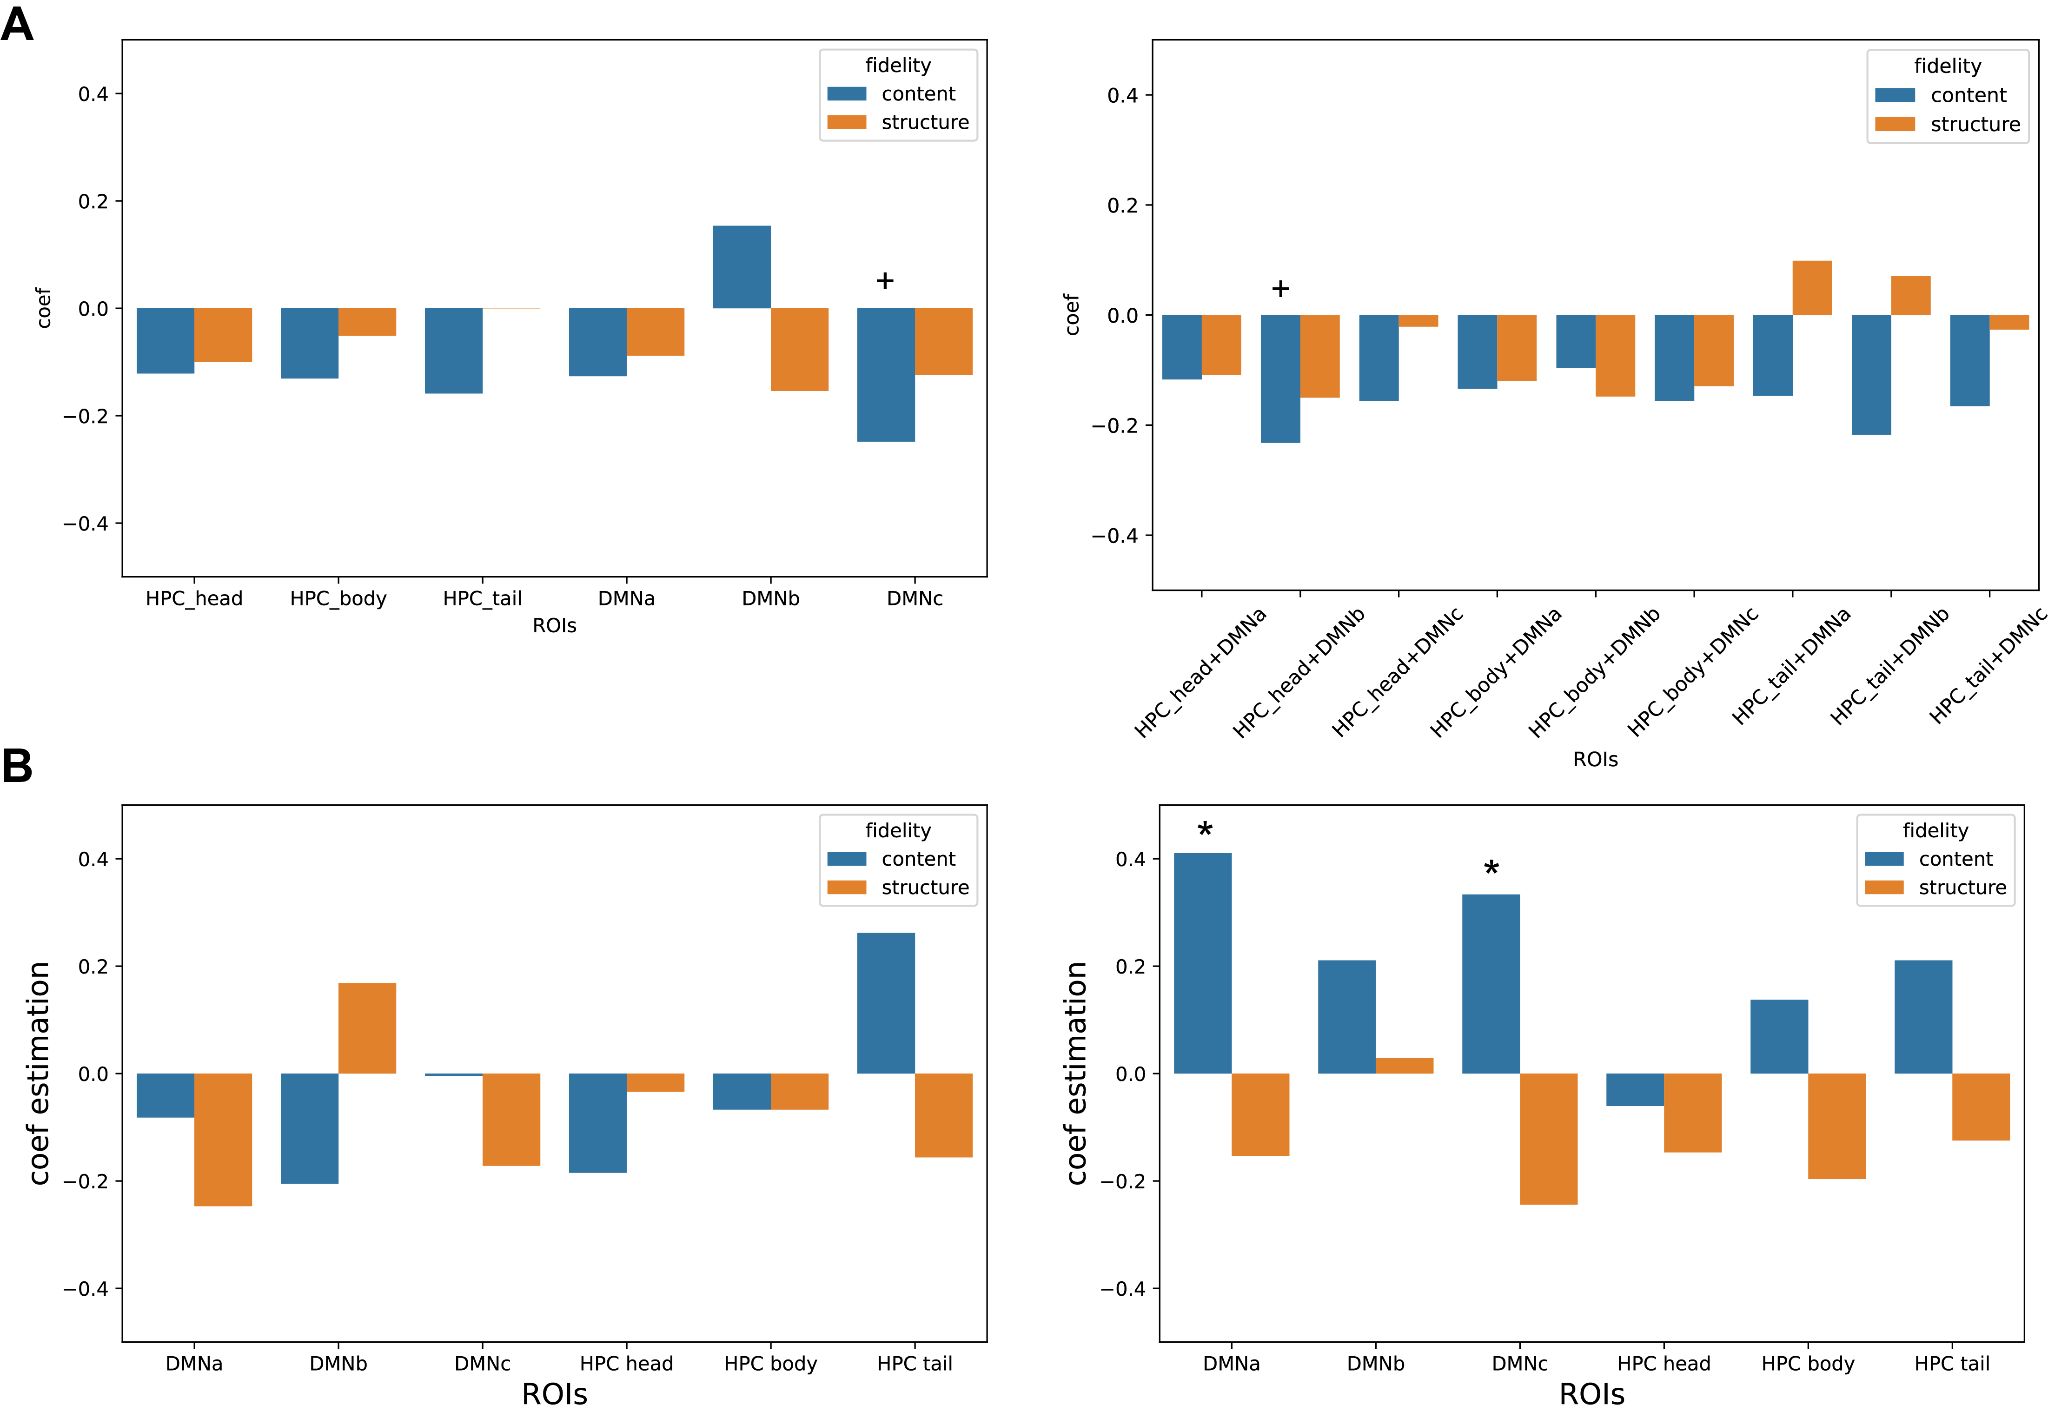 A
fidelity
content
structure
0.4
0.2
0.0
−0.2
−0.4
coef
HPC_head HPC_body HPC_tail DMNa DMNb DMNc
ROIs
+
fidelity
content
structure
0.4
0.2
0.0
−0.2
−0.4
coef
+
HPC_head+DMNa
HPC_head+DMNb
HPC_head+DMNc
HPC_body+DMNa
HPC_body+DMNb
HPC_body+DMNc
HPC_tail+DMNa
HPC_tail+DMNb
HPC_tail+DMNc
ROIs
B
fidelity
content
structure
0.4
0.2
0.0
−0.2
−0.4
coef estimation
DMNa DMNb DMNc HPC head HPC body HPC tail
ROIs
*
*
fidelity
content
structure
0.4
0.2
0.0
−0.2
−0.4
coef estimation
DMNa DMNb DMNc HPC head HPC body HPC tail
ROIs